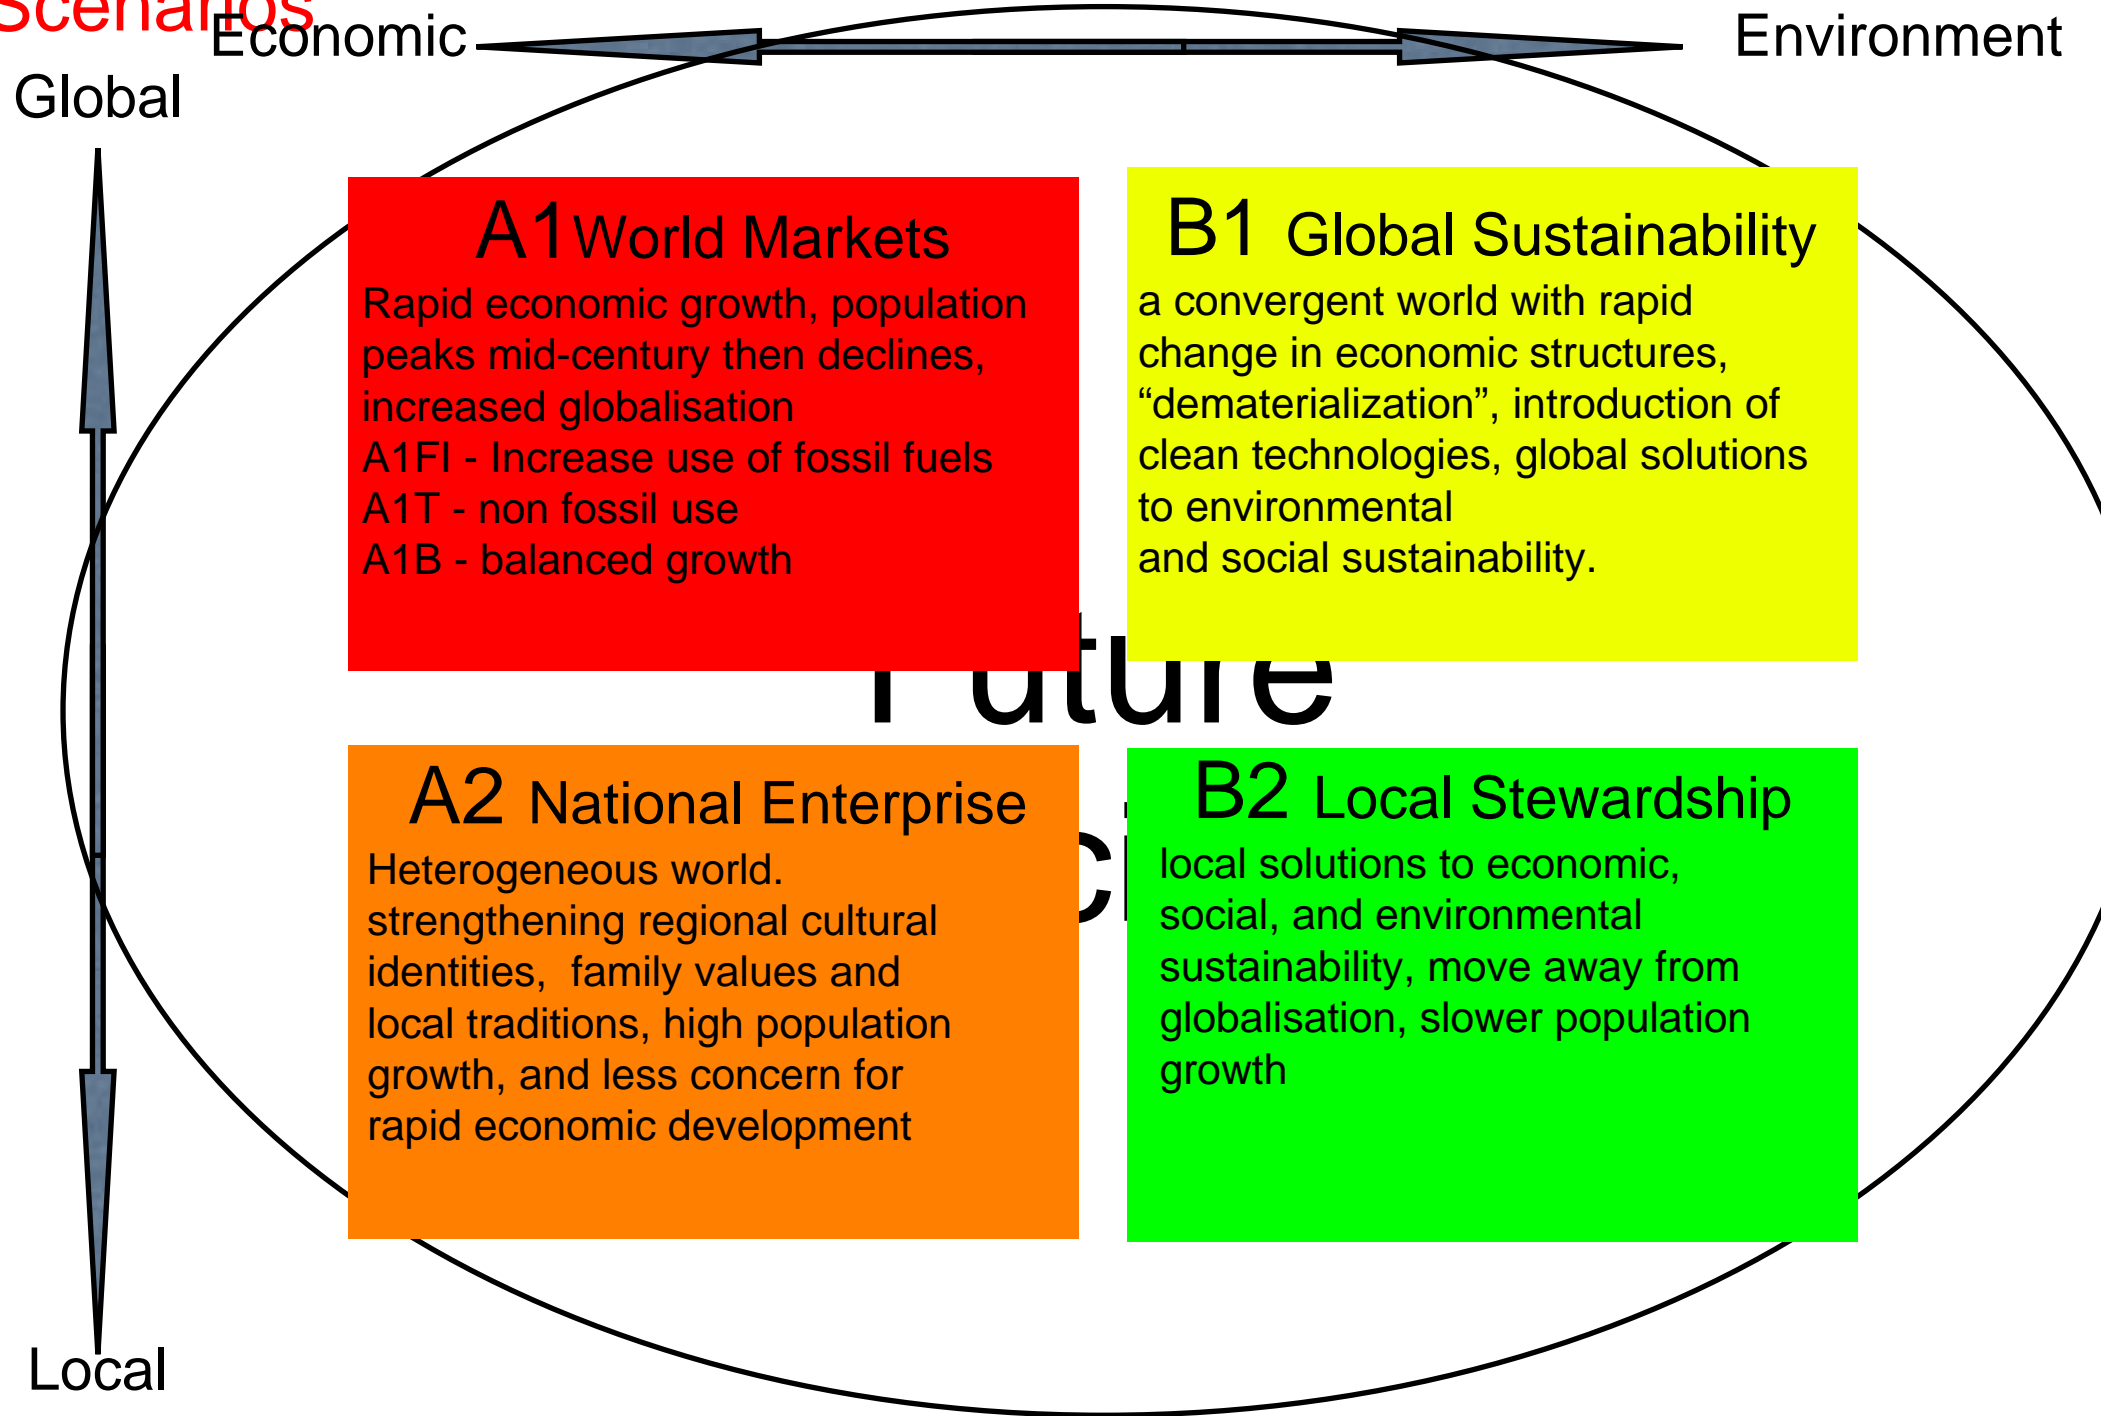 Scenarios
Economic
Environment
Global
A1 World Markets
Rapid economic growth, population
peaks mid-century then declines,
increased globalisation
A1FI - Increase use of fossil fuels
A1T - non fossil use
A1B - balanced growth
B1 Global Sustainability
a convergent world with rapid
change in economic structures,
“dematerialization”, introduction of
clean technologies, global solutions
to environmental
and social sustainability.
Future
A2 National Enterprise
Heterogeneous world.
strengthening regional cultural
identities,  family values and
local traditions, high population
growth, and less concern for
rapid economic development
B2 Local Stewardship
local solutions to economic,
social, and environmental
sustainability, move away from
globalisation, slower population
growth
Local